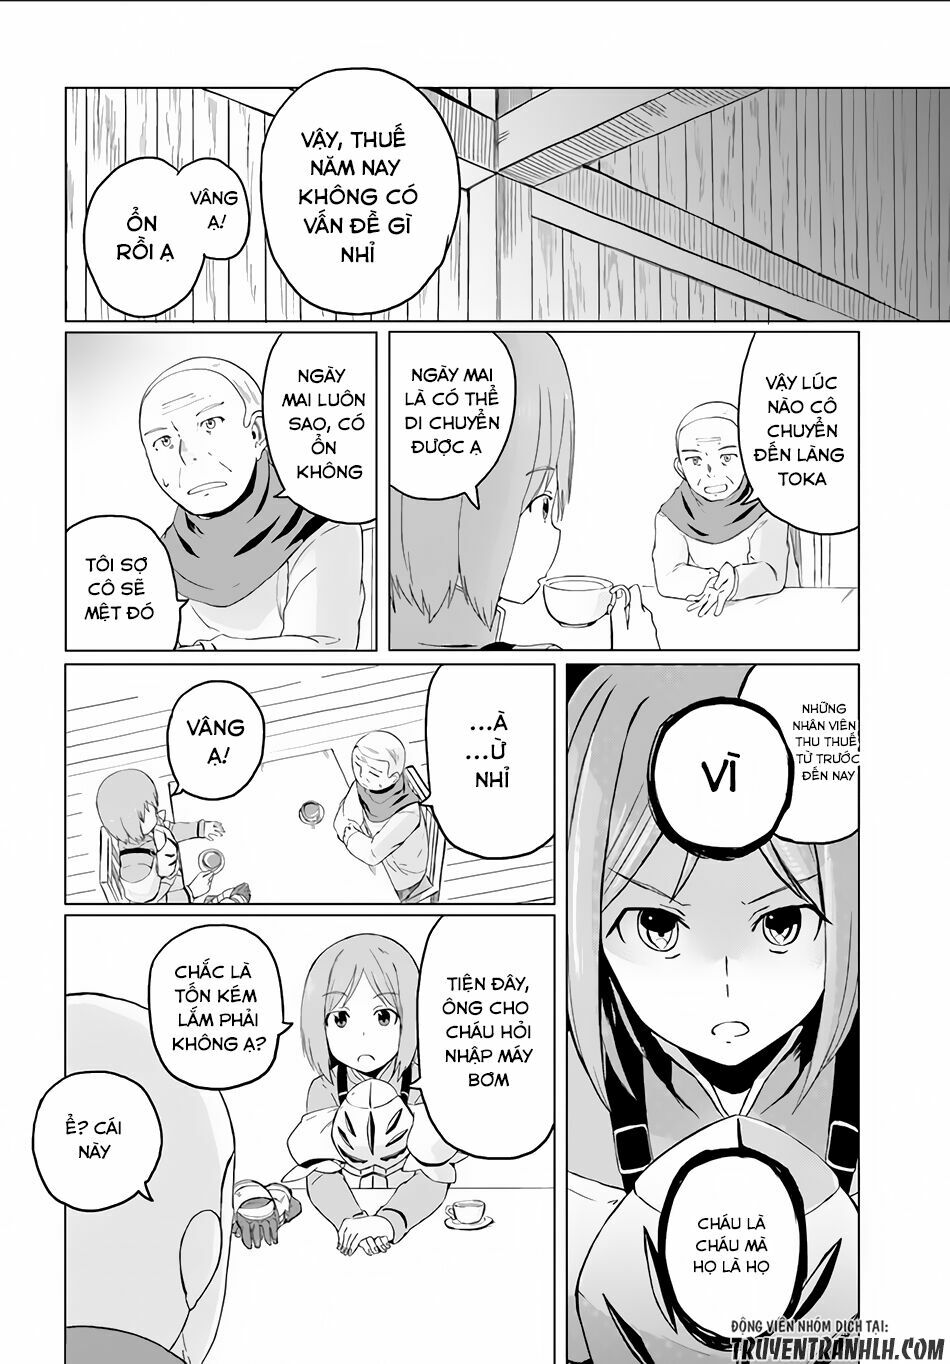 VẬY, THUẾ
NĂM NAY
KHÔNG CÓ
VẤN ĐỀ GÌ
NHỈ
VÂNG
Ạ!
ỔN
RỒI Ạ
VẬY LÚC
NÀO CÔ
CHUYỂN
ĐẾN LÀNG
TOKA
NGÀY MAI
LÀ CÓ THỂ
DI CHUYỂN
ĐƯỢC Ạ
NGÀY
MAI LUÔN
SAO, CÓ
ỔN
KHÔNG
TÔI SỢ
CÔ SẼ
MỆT ĐÓ
NHỮNG
NHÂN VIÊN
THU THUẾ
TỪ TRƯỚC
ĐẾN NAY
VÌ
CHÁU LÀ
CHÁU MÀ
HỌ LÀ HỌ
...À
...Ừ
NHỈ
VÂNG
Ạ!
TIỆN ĐÂY,
ÔNG CHO
CHÁU HỎI
NHẬP MÁY
BƠM
CHẮC LÀ
TỐN KÉM
LẮM PHẢI
KHÔNG Ạ?
Ể? CÁI
NÀY
ĐỘNG VIÊN NHÓM DỊCH TẠI:
TRUYENTRANHLH.COM